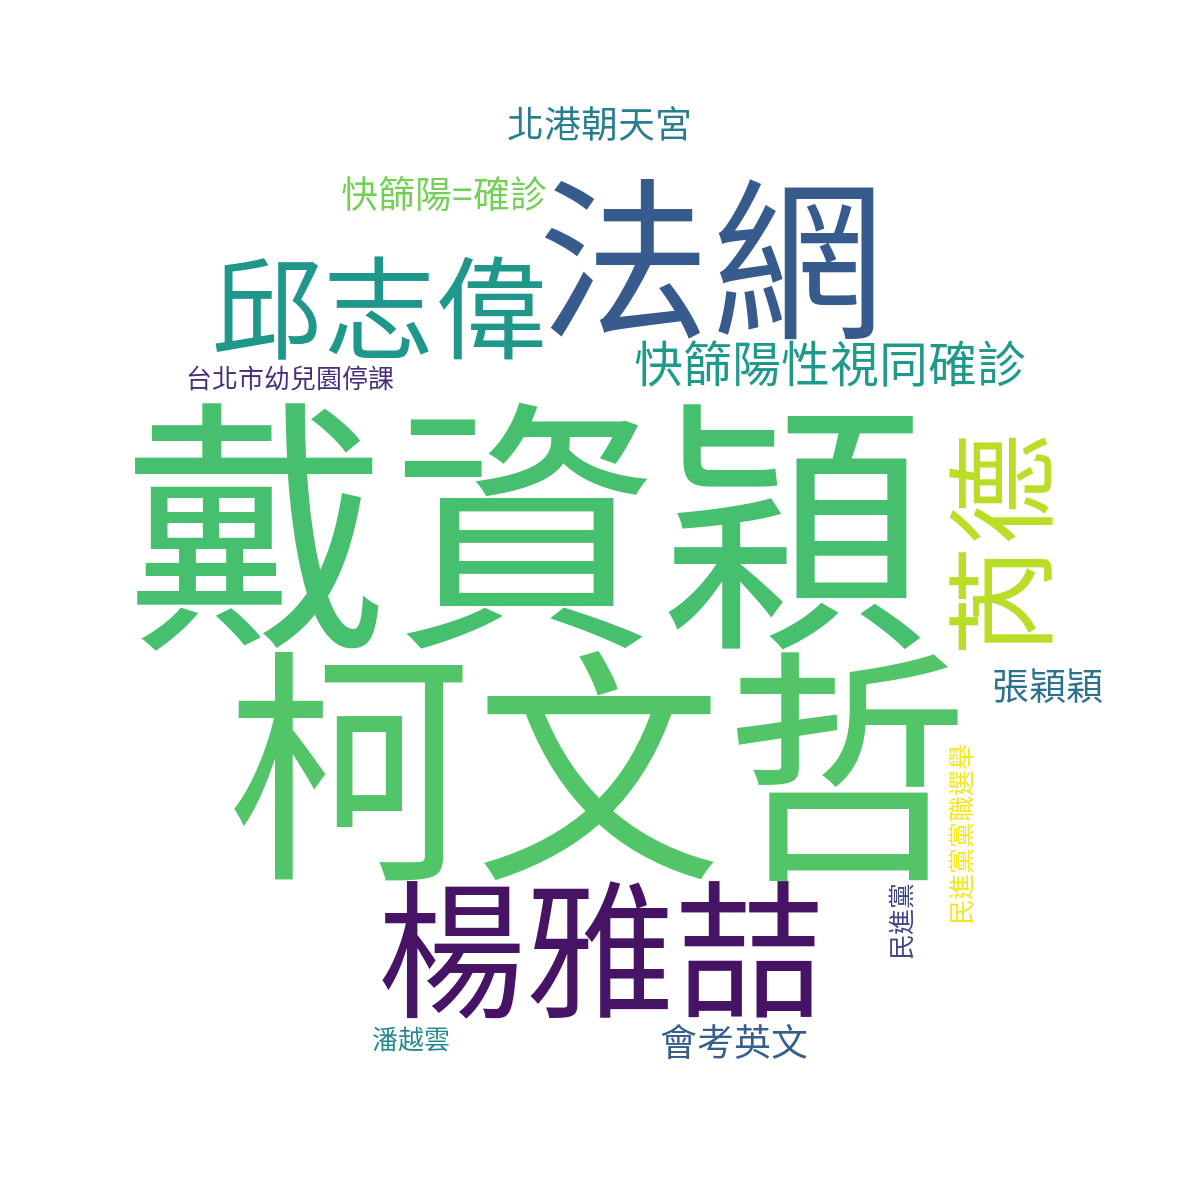 北港朝天宮
快篩陽=確診
法網
邱志偉
快篩陽性視同確診
台北市幼兒園停課
戴資穎
茵德
柯文哲
張穎穎
民進黨黨職選舉
楊雅喆
民進黨
潘越雲
會考英文